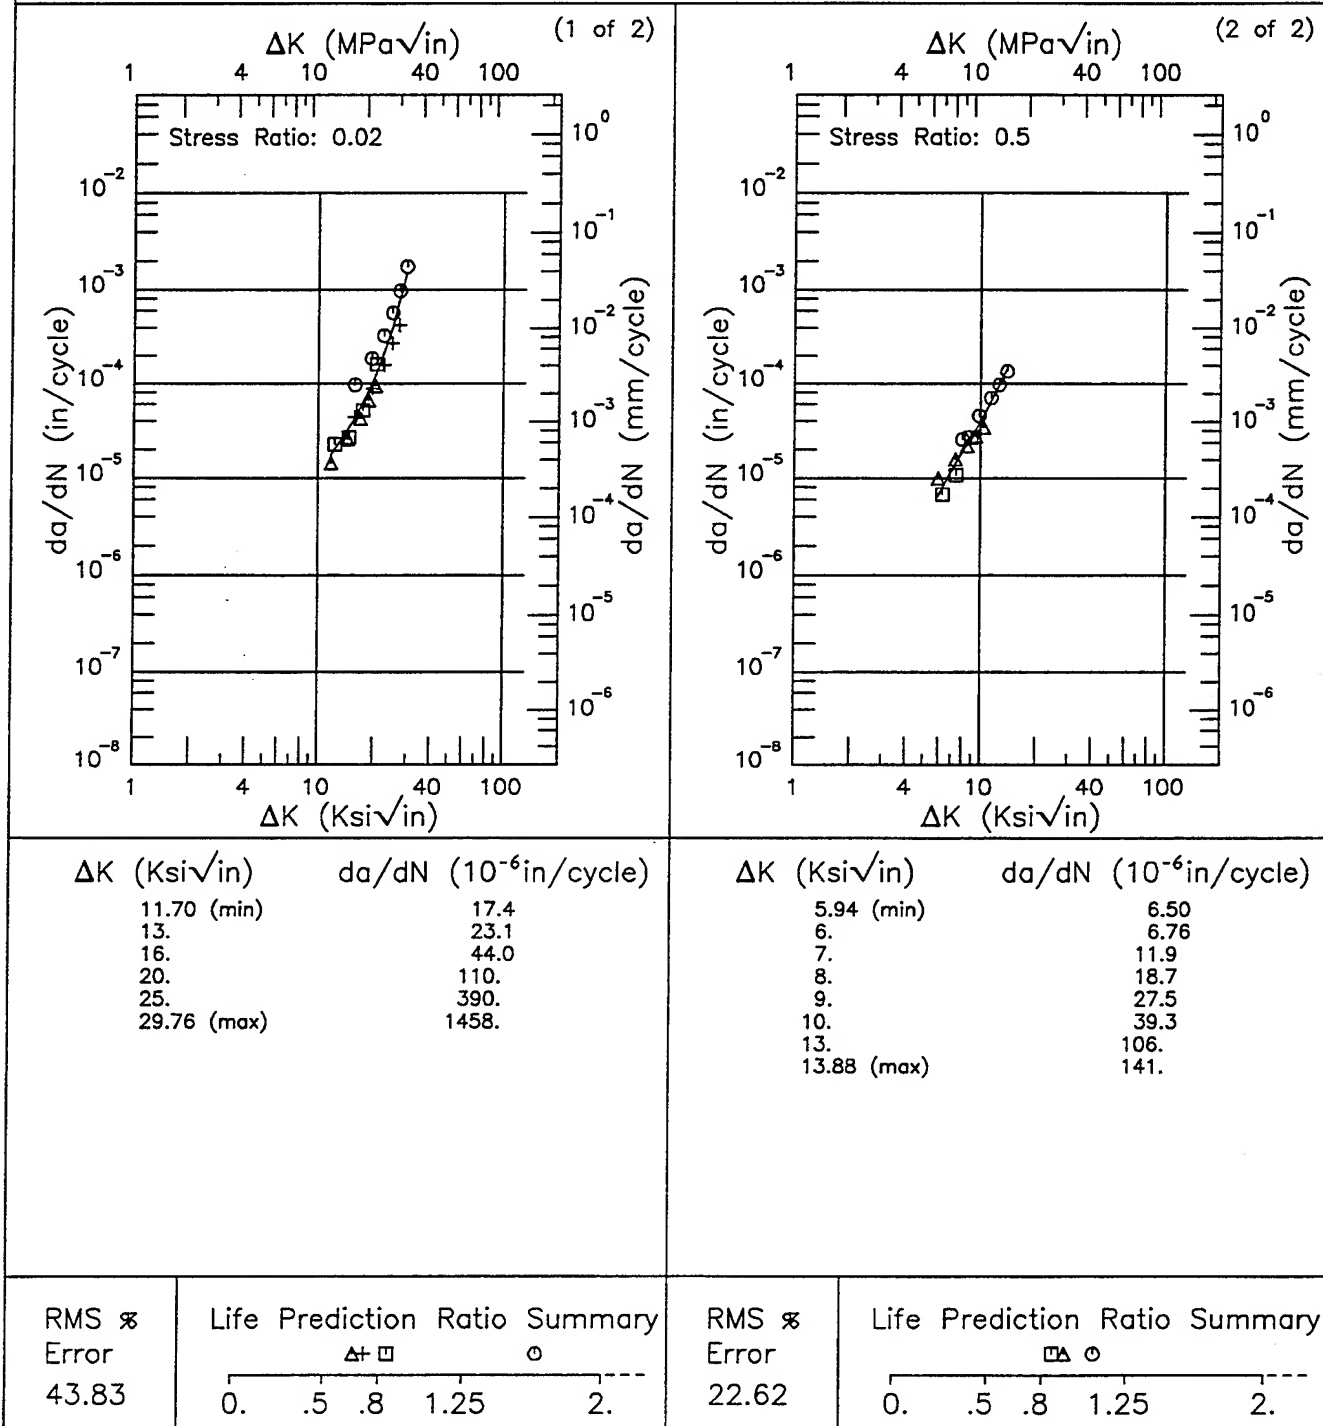 (1 of 2)
ΔK (MPa√in)
1 4 10 40 100
Stress Ratio: 0.02
10^0
10^-2
10^-1
10^-3
10^-2
10^-4
10^-3
10^-5
10^-4
10^-6
10^-5
10^-7
10^-6
10^-8
da/dN (in/cycle)
da/dN (mm/cycle)
1 4 10 40 100
ΔK (Ksi√in)
ΔK (Ksi√in) da/dN (10^-6 in/cycle)
11.70 (min) 17.4
13. 23.1
16. 44.0
20. 110.
25. 390.
29.76 (max) 1458.
RMS %
Error
43.83
Life Prediction Ratio Summary
0. .5 .8 1.25 2.
(2 of 2)
ΔK (MPa√in)
1 4 10 40 100
Stress Ratio: 0.5
10^0
10^-2
10^-1
10^-3
10^-2
10^-4
10^-3
10^-5
10^-4
10^-6
10^-5
10^-7
10^-6
10^-8
da/dN (in/cycle)
da/dN (mm/cycle)
1 4 10 40 100
ΔK (Ksi√in)
ΔK (Ksi√in) da/dN (10^-6 in/cycle)
5.94 (min) 6.50
6. 6.76
7. 11.9
8. 18.7
9. 27.5
10. 39.3
13. 106.
13.88 (max) 141.
RMS %
Error
22.62
Life Prediction Ratio Summary
0. .5 .8 1.25 2.